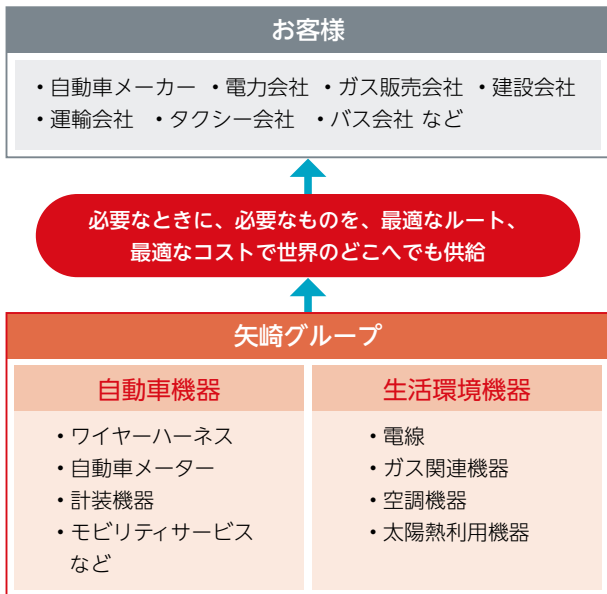 お客様
・自動車メーカー ・電力会社 ・ガス販売会社 ・建設会社
・運輸会社 ・タクシー会社 ・バス会社 など
必要なときに、必要なものを、最適なルート、
最適なコストで世界のどこへでも供給
矢崎グループ
自動車機器
・ワイヤーハーネス
・自動車メーター
・計装機器
・モビリティサービス
など
生活環境機器
・電線
・ガス関連機器
・空調機器
・太陽熱利用機器